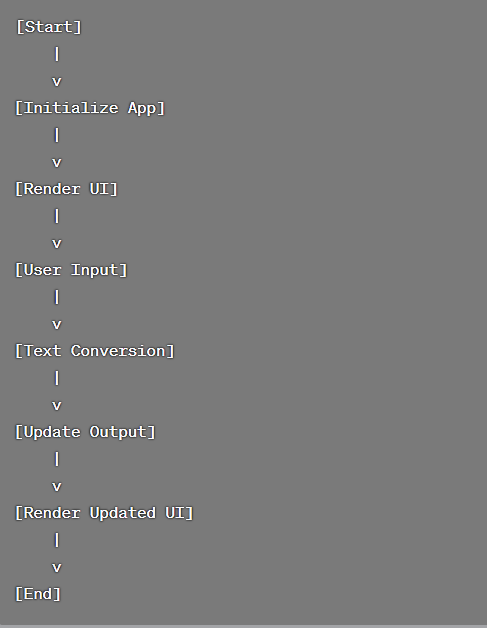 [Start]
|
v
[Initialize App]
|
v
[Render UI]
|
v
[User Input]
|
v
[Text Conversion]
|
v
[Update Output]
|
v
[Render Updated UI]
|
v
[End]